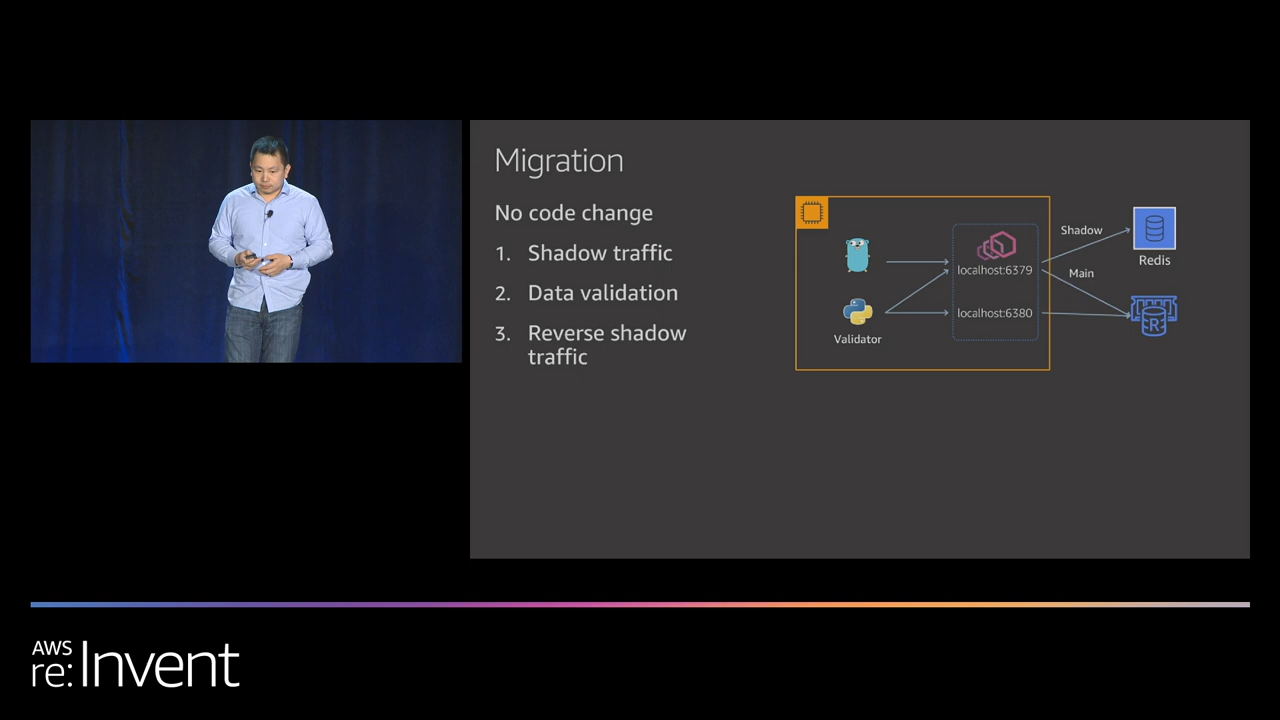 Migration
No code change
1. Shadow traffic
2. Data validation
3. Reverse shadow
traffic
Validator
localhost:6379
localhost:6380
Shadow
Main
Redis
R
AWS
re:Invent